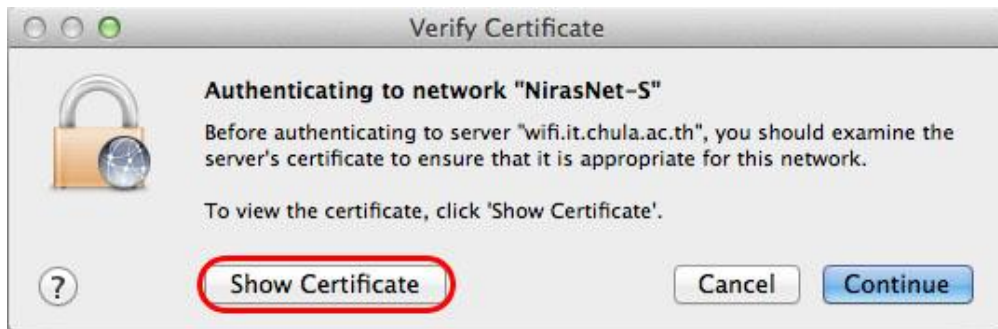 Verify Certificate
Authenticating to network "NirasNet-S"
Before authenticating to server "wifi.it.chula.ac.th", you should examine the
server's certificate to ensure that it is appropriate for this network.
To view the certificate, click 'Show Certificate'.
? Show Certificate Cancel Continue